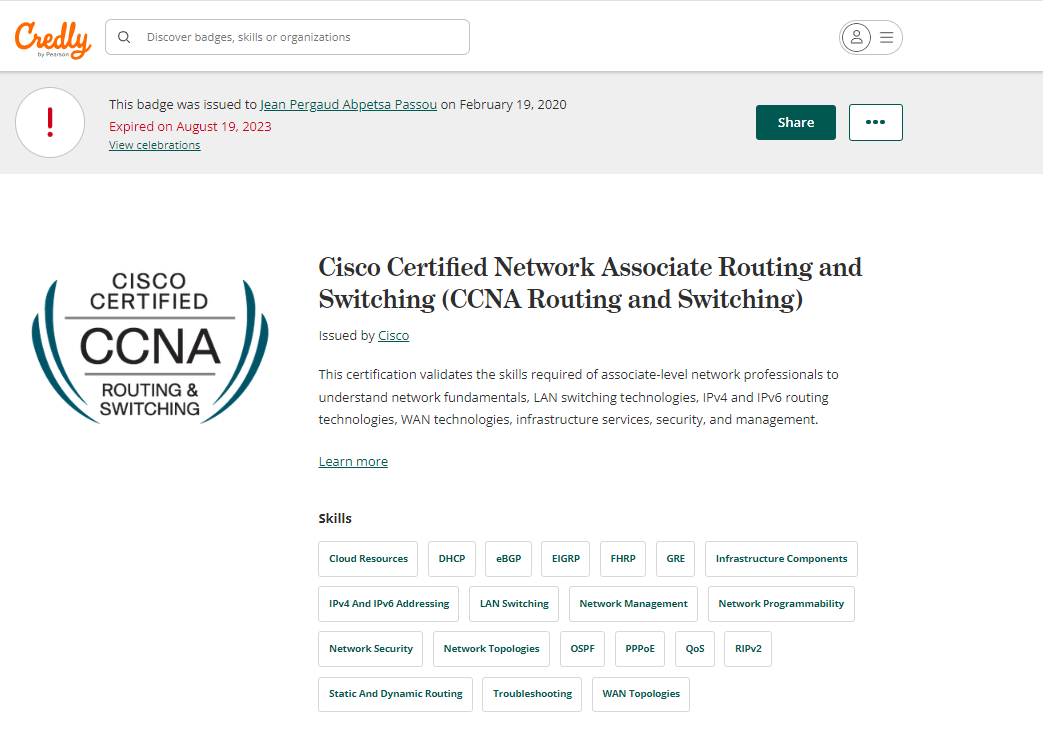 Credly
by Pearson
Discover badges, skills or organizations
This badge was issued to Jean Pergaud Abpetsa Passou on February 19, 2020
Expired on August 19, 2023
View celebrations
Share
CISCO
CERTIFIED
CCNA
ROUTING &
SWITCHING
Cisco Certified Network Associate Routing and
Switching (CCNA Routing and Switching)
Issued by Cisco
This certification validates the skills required of associate-level network professionals to
understand network fundamentals, LAN switching technologies, IPv4 and IPv6 routing
technologies, WAN technologies, infrastructure services, security, and management.
Learn more
Skills
Cloud Resources DHCP eBGP EIGRP FHRP GRE Infrastructure Components
IPv4 And IPv6 Addressing LAN Switching Network Management Network Programmability
Network Security Network Topologies OSPF PPPoE QoS RIPv2
Static And Dynamic Routing Troubleshooting WAN Topologies